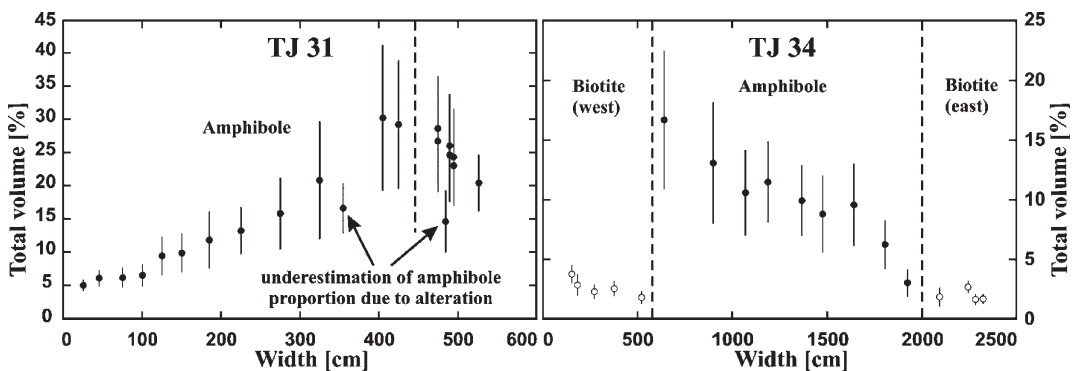 TJ 31
Total volume [%]
45
40
35
30
25
20
15
10
5
0
Amphibole
underestimation of amphibole
proportion due to alteration
0 100 200 300 400 500 600
Width [cm]
TJ 34
Biotite
(west)
Amphibole
Biotite
(east)
0 500 1000 1500 2000 2500
Width [cm]
25
20
15
10
5
0
Total volume [%]